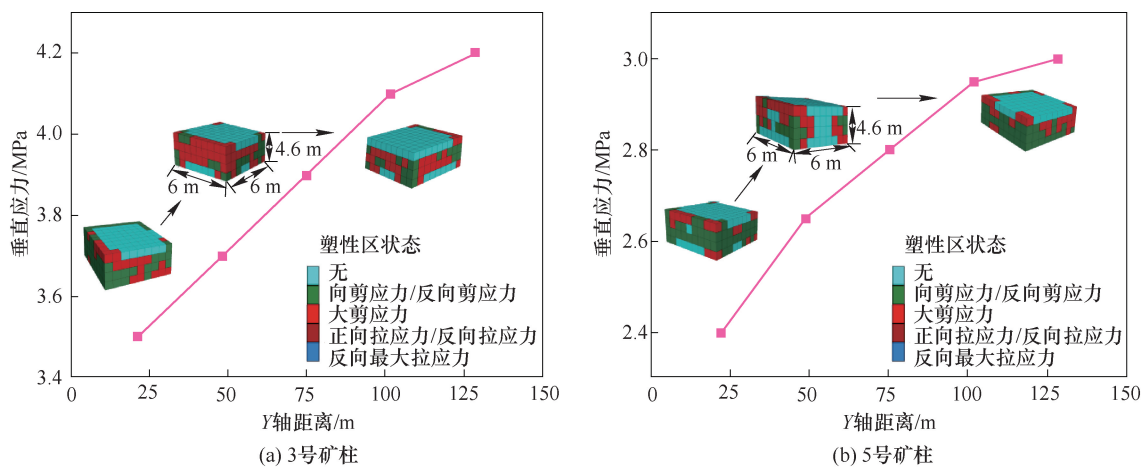 4.2
4.0
3.8
3.5
3.4
垂直应力/MPa
4.6 m
6 m
6 m
塑性区状态
无
向剪应力/反向剪应力
大剪应力
正向拉应力/反向拉应力
反向最大拉应力
0
25
50
75
100
125
150
Y轴距离/m
(a) 3号矿柱
3.0
2.8
2.6
2.4
垂直应力/MPa
4.6 m
6 m
6 m
塑性区状态
无
向剪应力/反向剪应力
大剪应力
正向拉应力/反向拉应力
反向最大拉应力
0
25
50
75
100
125
150
Y轴距离/m
(b) 5号矿柱